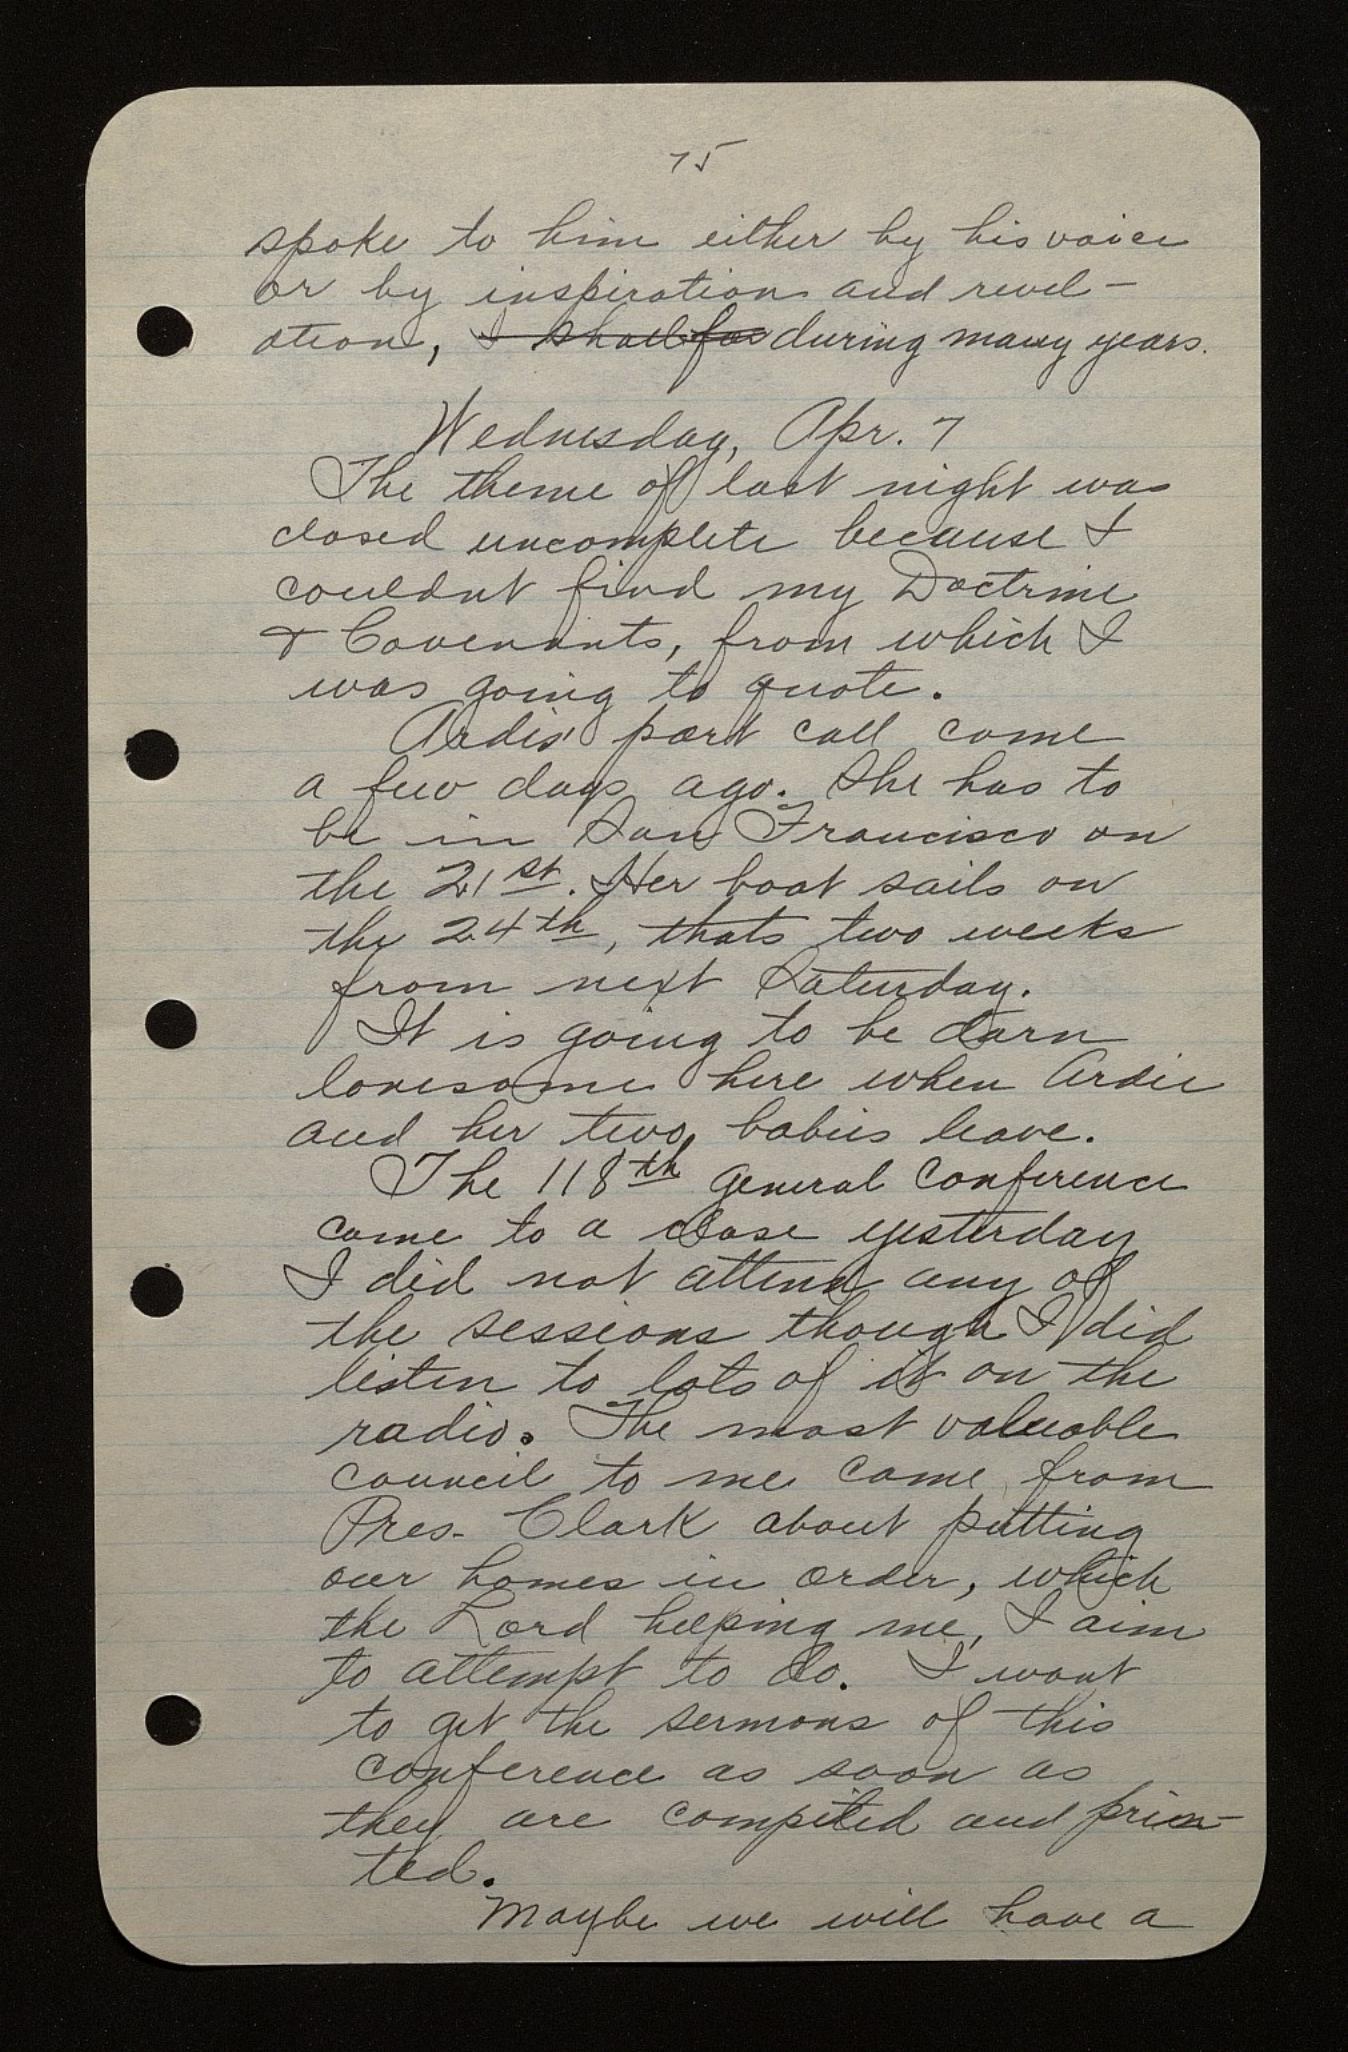 75
spoke to him either by his voice
or by inspiration and revel-
ation, I shall for during many years.
Wednesday, Apr. 7
The theme of last night was
closed uncomplete because I
couldnt find my Doctrine
& Covenants, from which I
was going to quote.
Ardis' port call came
a few days ago. She has to
be in San Francisco on
the 21st. Her boat sails on
the 24th, thats two weeks
from next Saturday.
It is going to be darn
lonesome here when Ardie
and her two babies leave.
The 118th general Conference
came to a close yesterday
I did not attend any of
the sessions though I did
listen to lots of it on the
radio. The most valuable
council to me came from
Pres. Clark about putting
our homes in order, which
the Lord helping me, I aim
to attempt to do. I want
to get the sermons of this
conference as soon as
they are compiled and prin-
ted.
Maybe we will have a